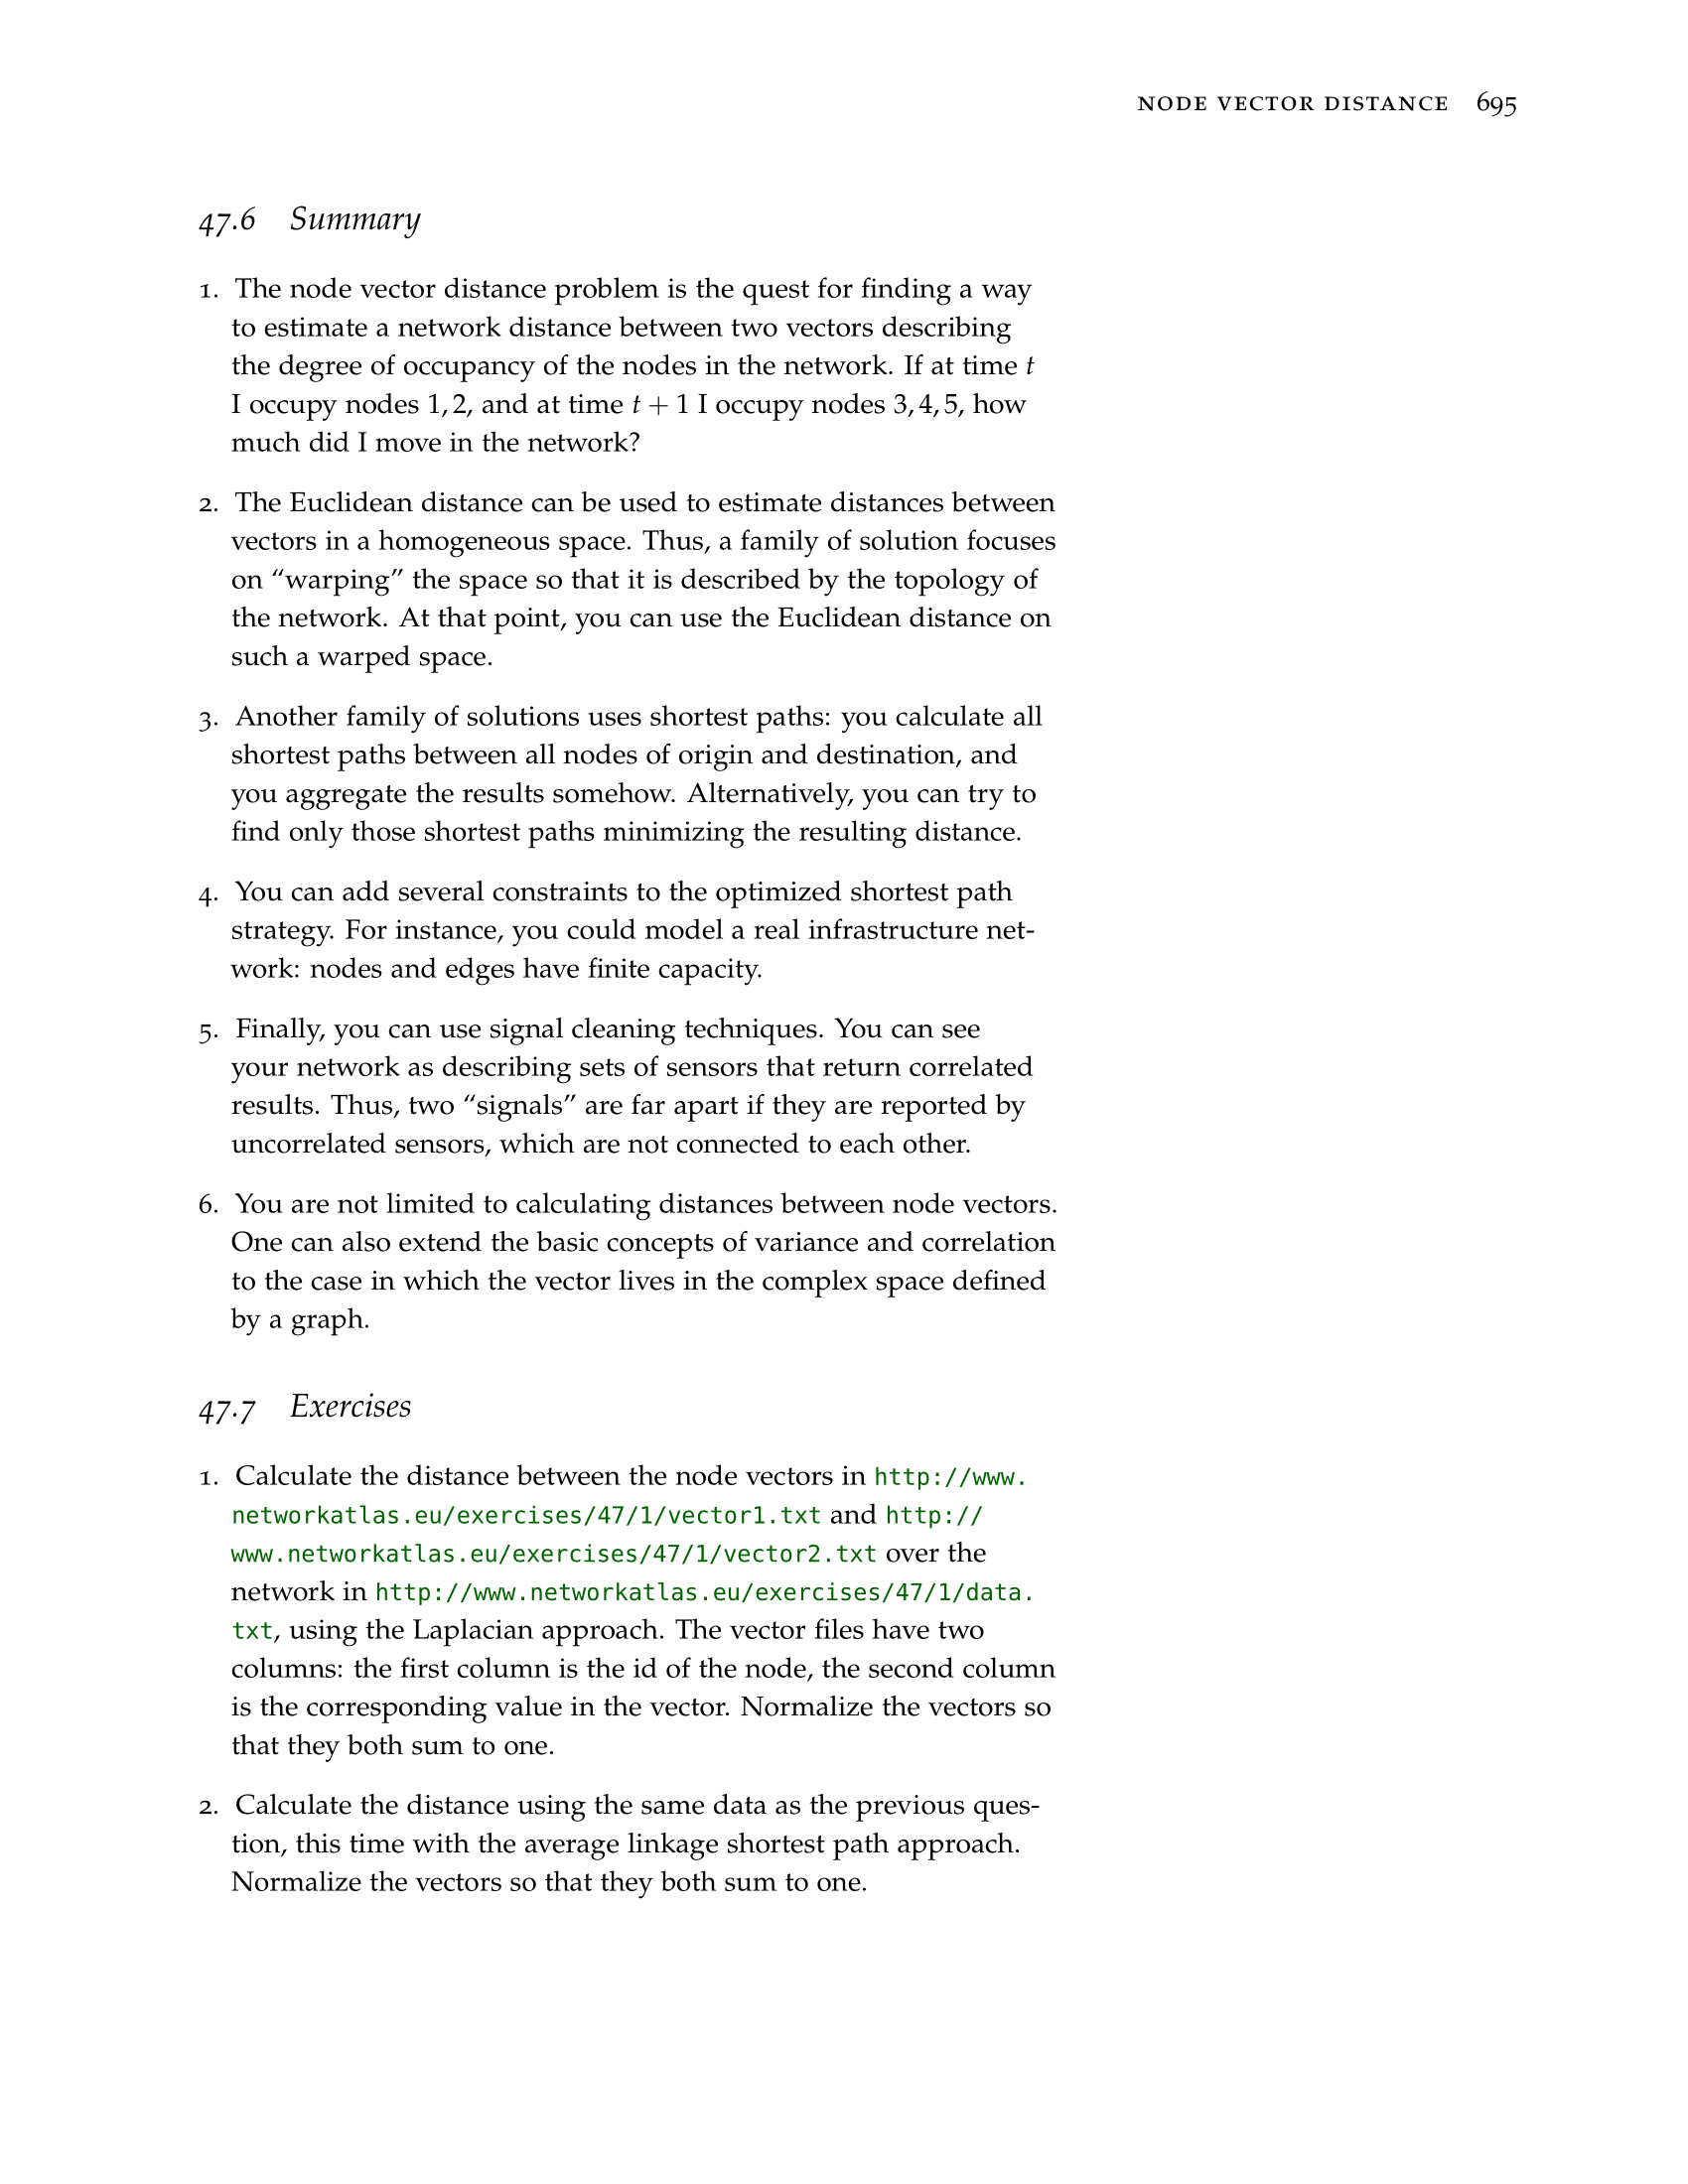 NODE VECTOR DISTANCE 695
47.6 Summary
1. The node vector distance problem is the quest for finding a way
to estimate a network distance between two vectors describing
the degree of occupancy of the nodes in the network. If at time t
I occupy nodes 1, 2, and at time t + 1 I occupy nodes 3, 4, 5, how
much did I move in the network?
2. The Euclidean distance can be used to estimate distances between
vectors in a homogeneous space. Thus, a family of solution focuses
on “warping” the space so that it is described by the topology of
the network. At that point, you can use the Euclidean distance on
such a warped space.
3. Another family of solutions uses shortest paths: you calculate all
shortest paths between all nodes of origin and destination, and
you aggregate the results somehow. Alternatively, you can try to
find only those shortest paths minimizing the resulting distance.
4. You can add several constraints to the optimized shortest path
strategy. For instance, you could model a real infrastructure net-
work: nodes and edges have finite capacity.
5. Finally, you can use signal cleaning techniques. You can see
your network as describing sets of sensors that return correlated
results. Thus, two “signals” are far apart if they are reported by
uncorrelated sensors, which are not connected to each other.
6. You are not limited to calculating distances between node vectors.
One can also extend the basic concepts of variance and correlation
to the case in which the vector lives in the complex space defined
by a graph.
47.7 Exercises
1. Calculate the distance between the node vectors in http://www.
networkatlas.eu/exercises/47/1/vector1.txt and http://
www.networkatlas.eu/exercises/47/1/vector2.txt over the
network in http://www.networkatlas.eu/exercises/47/1/data.
txt, using the Laplacian approach. The vector files have two
columns: the first column is the id of the node, the second column
is the corresponding value in the vector. Normalize the vectors so
that they both sum to one.
2. Calculate the distance using the same data as the previous ques-
tion, this time with the average linkage shortest path approach.
Normalize the vectors so that they both sum to one.